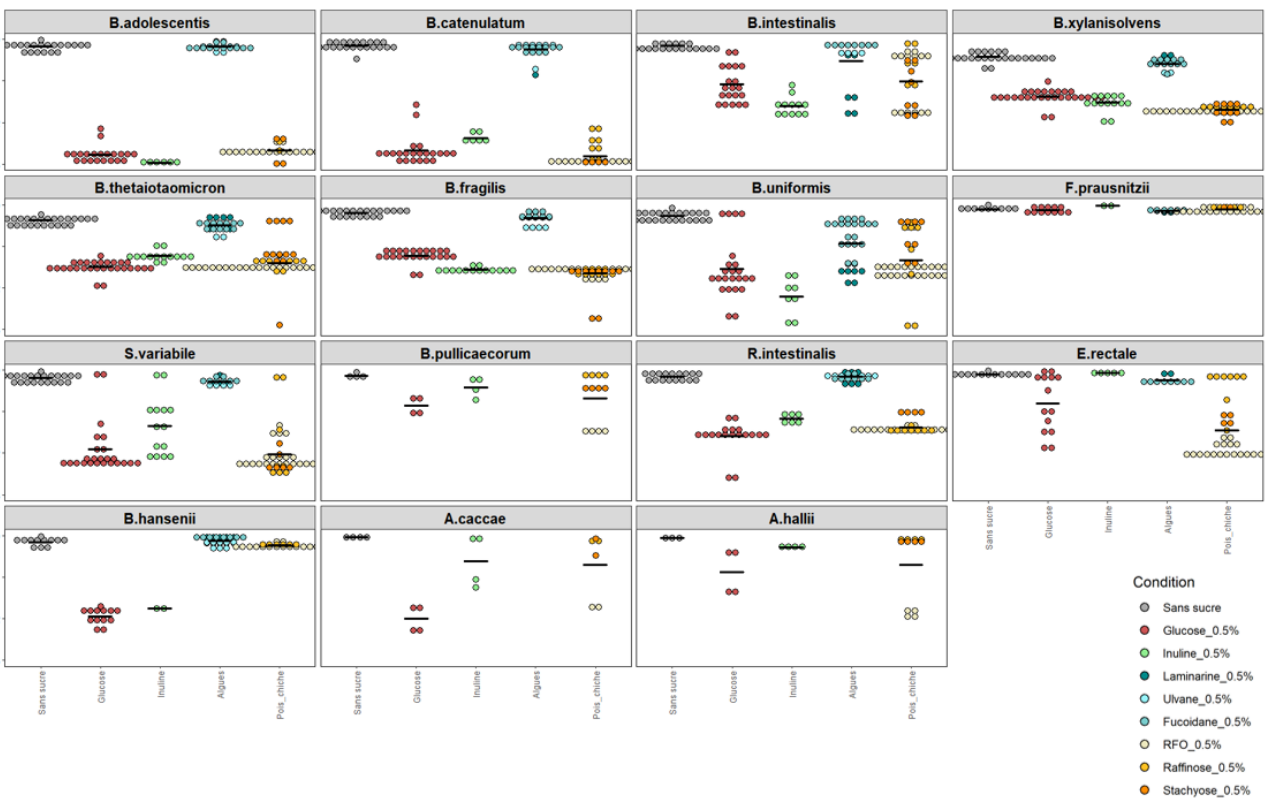 B.adolescentis B.catenulatum B.intestinalis B.xylanisolvens
B.thetaiotaomicron B.fragilis B.uniformis F.prausnitzii
S.variabile B.pullicaecorum R.intestinalis E.rectale
B.hansenii A.caccae A.hallii
Sans sucre Glucose Inuline Algues Pois_chiche
Sans sucre Glucose Inuline Algues Pois_chiche
Sans sucre Glucose Inuline Algues Pois_chiche
Sans sucre Glucose Inuline Algues Pois_chiche
Condition
Sans sucre
Glucose_0.5%
Inuline_0.5%
Laminarine_0.5%
Ulvane_0.5%
Fucoidane_0.5%
RFO_0.5%
Raffinose_0.5%
Stachyose_0.5%